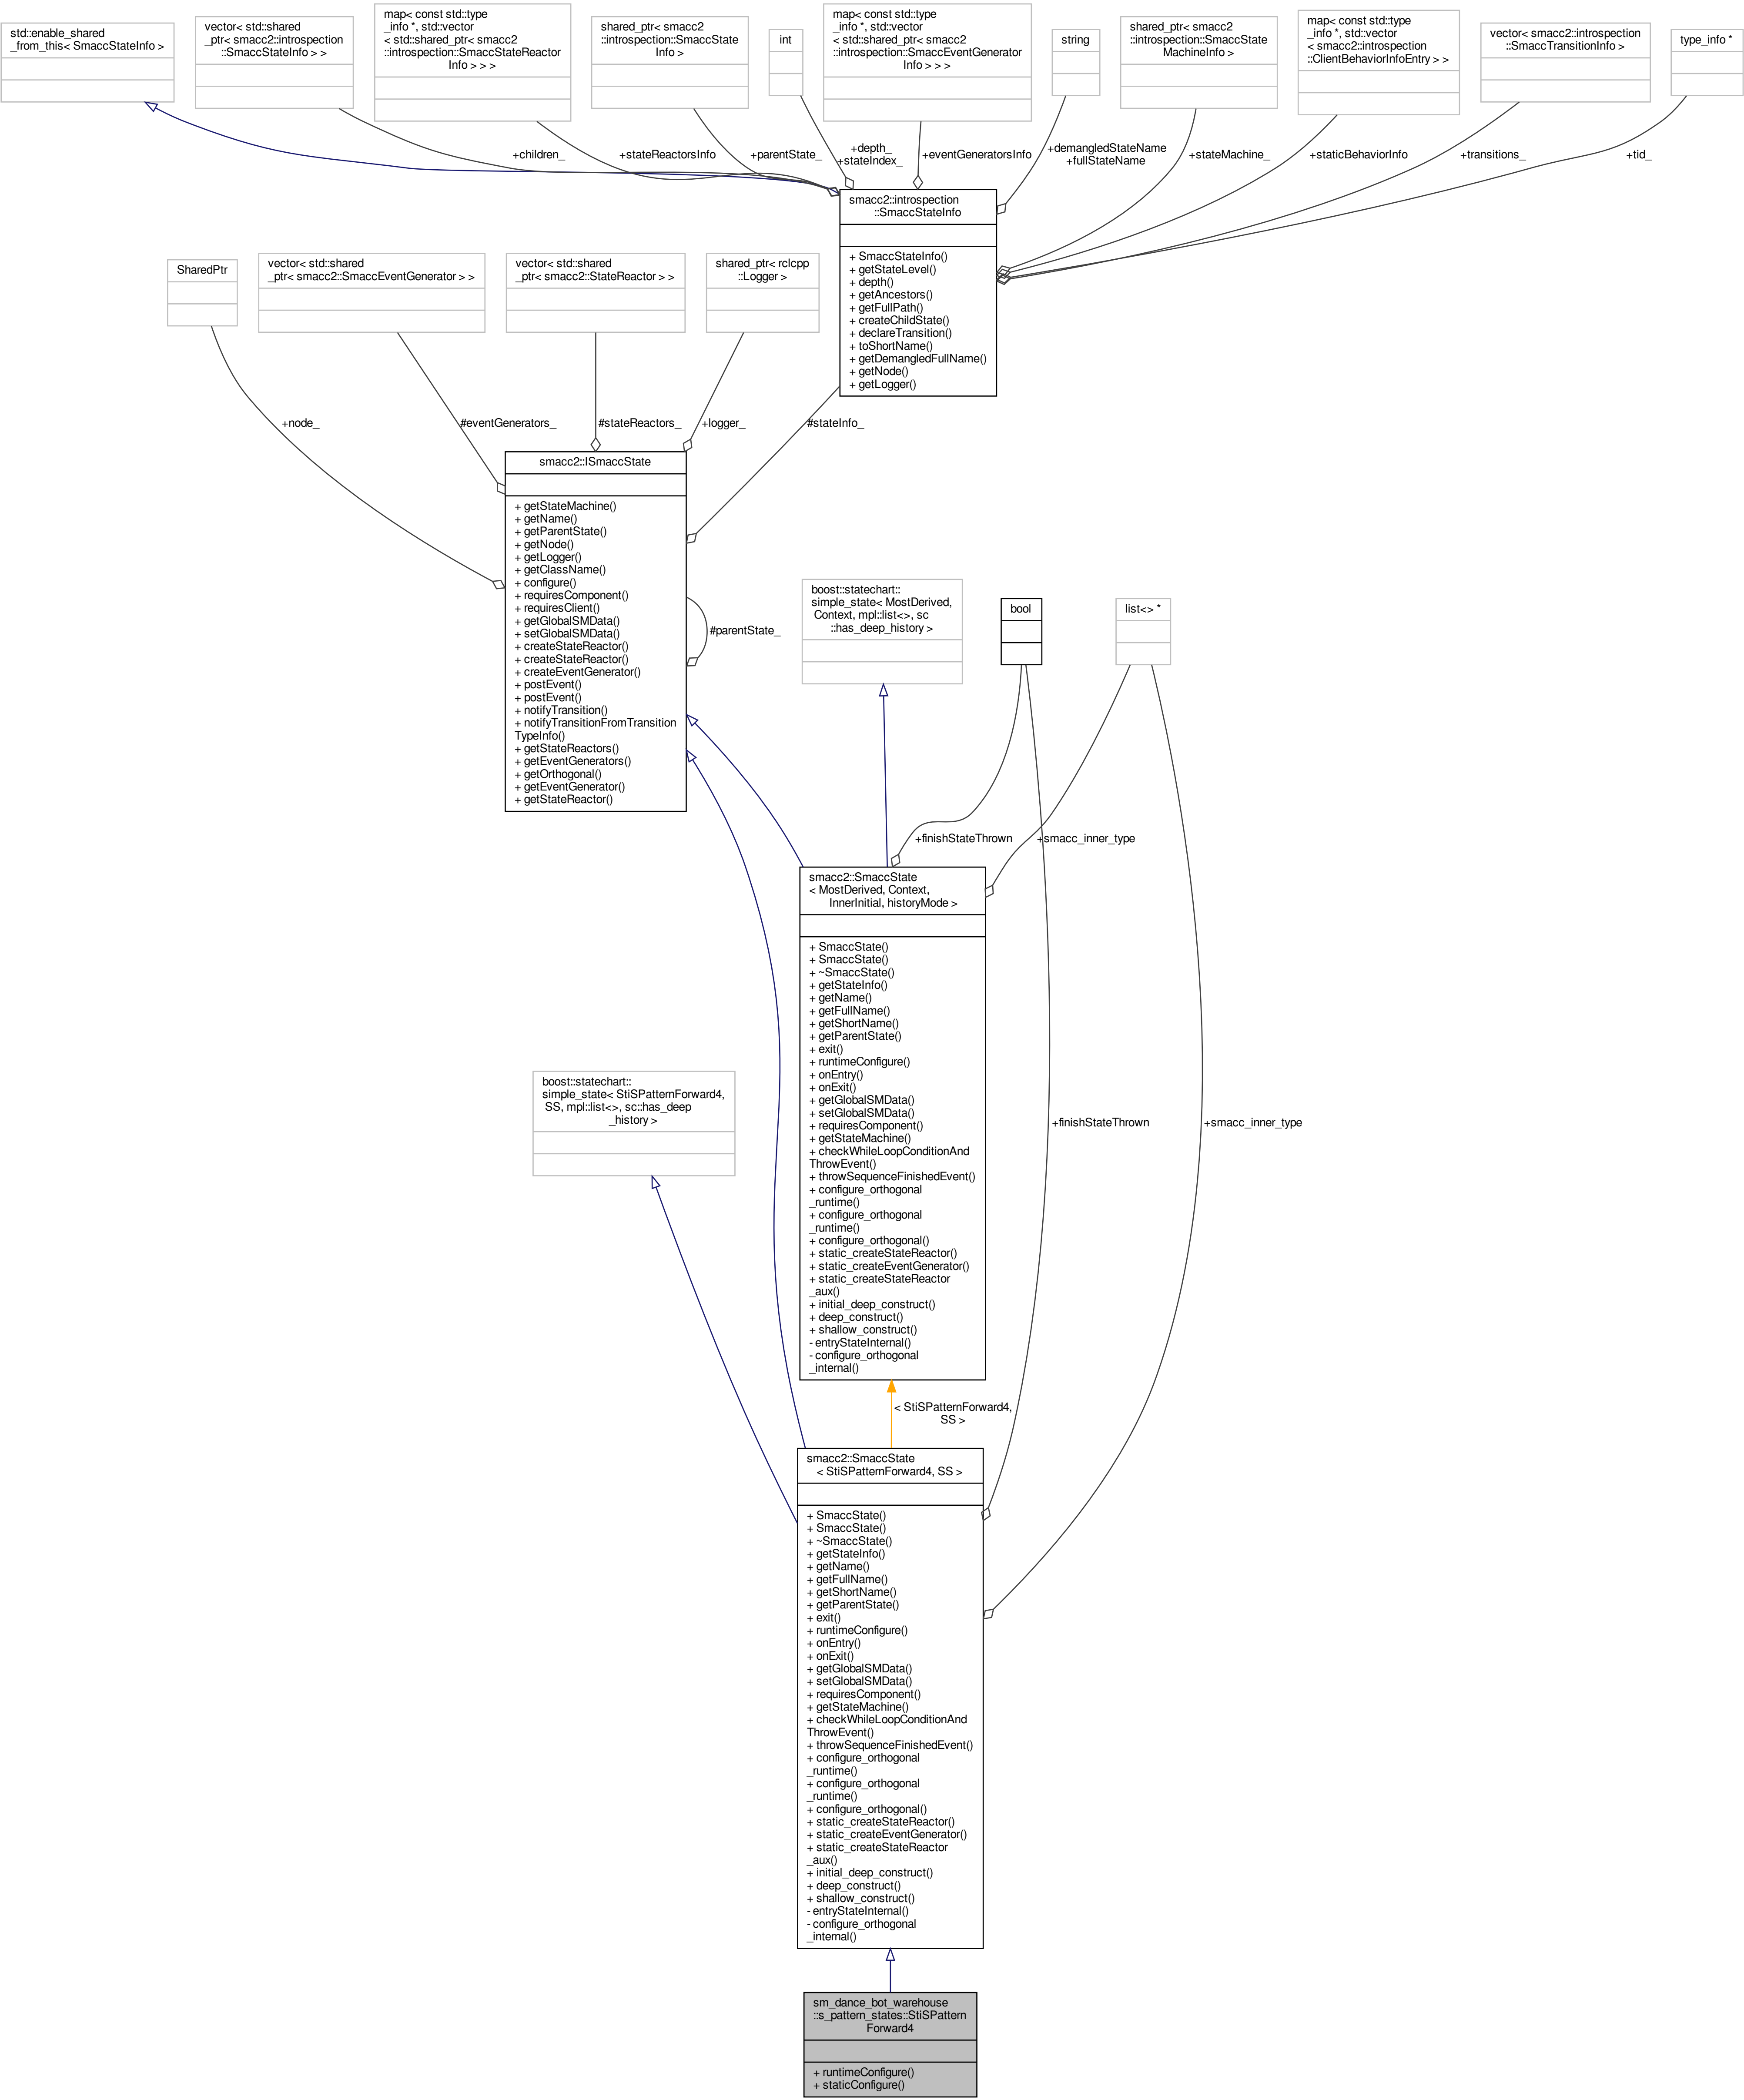 std::enable_shared
_from_this< SmaccStateInfo >
vector< std::shared
_ptr< smacc2::introspection
::SmaccStateInfo > >
map< const std::type
_info *, std::vector
< std::shared_ptr< smacc2
::introspection::SmaccStateReactor
Info > > >
shared_ptr< smacc2
::introspection::SmaccState
Info >
int
map< const std::type
_info *, std::vector
< std::shared_ptr< smacc2
::introspection::SmaccEventGenerator
Info > > >
string
shared_ptr< smacc2
::introspection::SmaccState
MachineInfo >
map< const std::type
_info *, std::vector
< smacc2::introspection
::ClientBehaviorInfoEntry > >
vector< smacc2::introspection
::SmaccTransitionInfo >
type_info *
+children_
+stateReactorsInfo
+parentState_
+depth_
+stateIndex_
+eventGeneratorsInfo
+demangledStateName
+fullStateName
+stateMachine_
+staticBehaviorInfo
+transitions_
+tid_
smacc2::introspection
::SmaccStateInfo
+ SmaccStateInfo()
+ getStateLevel()
+ depth()
+ getAncestors()
+ getFullPath()
+ createChildState()
+ declareTransition()
+ toShortName()
+ getDemangledFullName()
+ getNode()
+ getLogger()
SharedPtr
vector< std::shared
_ptr< smacc2::SmaccEventGenerator > >
vector< std::shared
_ptr< smacc2::StateReactor > >
shared_ptr< rclcpp
::Logger >
+node_
#eventGenerators_
#stateReactors_
+logger_
#stateInfo_
smacc2::ISmaccState
+ getStateMachine()
+ getName()
+ getParentState()
+ getNode()
+ getLogger()
+ getClassName()
+ configure()
+ requiresComponent()
+ requiresClient()
+ getGlobalSMData()
+ setGlobalSMData()
+ createStateReactor()
+ createStateReactor()
+ createEventGenerator()
+ postEvent()
+ postEvent()
+ notifyTransition()
+ notifyTransitionFromTransition
TypeInfo()
+ getStateReactors()
+ getEventGenerators()
+ getOrthogonal()
+ getEventGenerator()
+ getStateReactor()
#parentState_
boost::statechart::
simple_state< MostDerived,
Context, mpl::list<>, sc
::has_deep_history >
bool
list<> *
+finishStateThrown
+smacc_inner_type
smacc2::SmaccState
< MostDerived, Context,
InnerInitial, historyMode >
+ SmaccState()
+ SmaccState()
+ ~SmaccState()
+ getStateInfo()
+ getName()
+ getFullName()
+ getShortName()
+ getParentState()
+ exit()
+ runtimeConfigure()
+ onEntry()
+ onExit()
+ getGlobalSMData()
+ setGlobalSMData()
+ requiresComponent()
+ getStateMachine()
+ checkWhileLoopConditionAnd
ThrowEvent()
+ throwSequenceFinishedEvent()
+ configure_orthogonal
_runtime()
+ configure_orthogonal
_runtime()
+ configure_orthogonal()
+ static_createStateReactor()
+ static_createEventGenerator()
+ static_createStateReactor
_aux()
+ initial_deep_construct()
+ deep_construct()
+ shallow_construct()
- entryStateInternal()
- configure_orthogonal
_internal()
boost::statechart::
simple_state< StiSPatternForward4,
SS, mpl::list<>, sc::has_deep
_history >
+finishStateThrown
+smacc_inner_type
< StiSPatternForward4,
SS >
smacc2::SmaccState
< StiSPatternForward4, SS >
+ SmaccState()
+ SmaccState()
+ ~SmaccState()
+ getStateInfo()
+ getName()
+ getFullName()
+ getShortName()
+ getParentState()
+ exit()
+ runtimeConfigure()
+ onEntry()
+ onExit()
+ getGlobalSMData()
+ setGlobalSMData()
+ requiresComponent()
+ getStateMachine()
+ checkWhileLoopConditionAnd
ThrowEvent()
+ throwSequenceFinishedEvent()
+ configure_orthogonal
_runtime()
+ configure_orthogonal
_runtime()
+ configure_orthogonal()
+ static_createStateReactor()
+ static_createEventGenerator()
+ static_createStateReactor
_aux()
+ initial_deep_construct()
+ deep_construct()
+ shallow_construct()
- entryStateInternal()
- configure_orthogonal
_internal()
sm_dance_bot_warehouse
::s_pattern_states::StiSPattern
Forward4
+ runtimeConfigure()
+ staticConfigure()